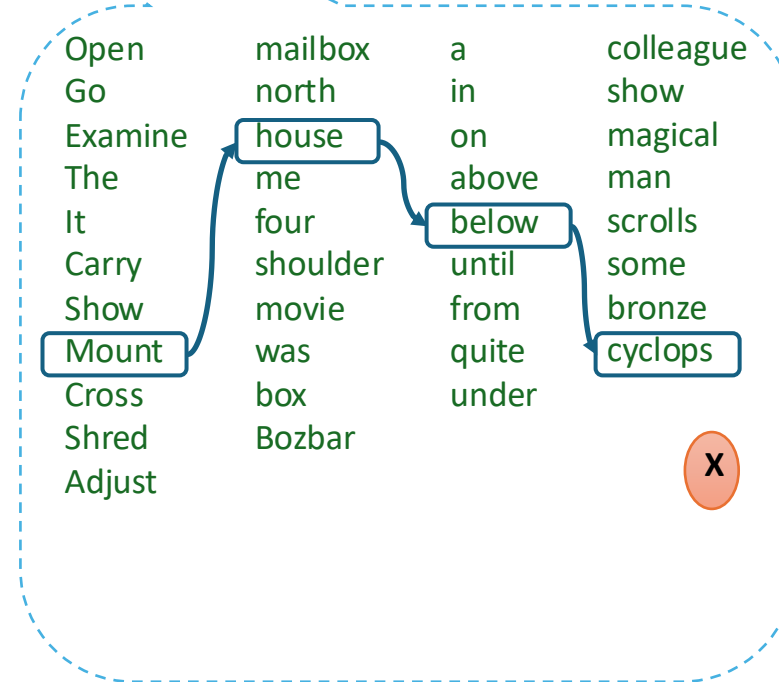 Open mailbox a colleague
Go north in show
Examine house on magical
The me above man
It four below scrolls
Carry shoulder until some
Show movie from bronze
Mount was quite cyclops
Cross box under
Shred Bozbar
Adjust
X